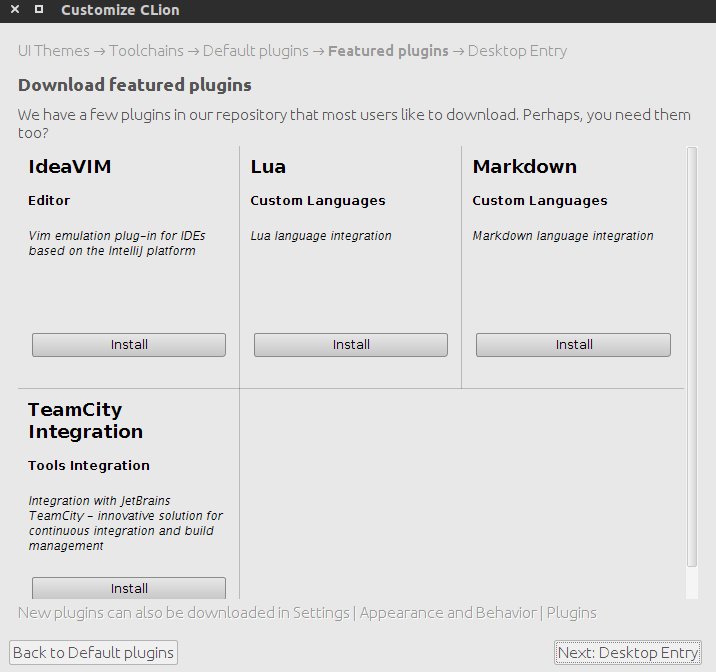 Customize CLion
UI Themes → Toolchains → Default plugins → Featured plugins → Desktop Entry
Download featured plugins
We have a few plugins in our repository that most users like to download. Perhaps, you need them
too?
IdeaVIM
Editor
Vim emulation plug-in for IDEs
based on the IntelliJ platform
Install
Lua
Custom Languages
Lua language integration
Install
Markdown
Custom Languages
Markdown language integration
Install
TeamCity
Integration
Tools Integration
Integration with JetBrains
TeamCity - innovative solution for
continuous integration and build
management
Install
New plugins can also be downloaded in Settings | Appearance and Behavior | Plugins
Back to Default plugins
Next: Desktop Entry